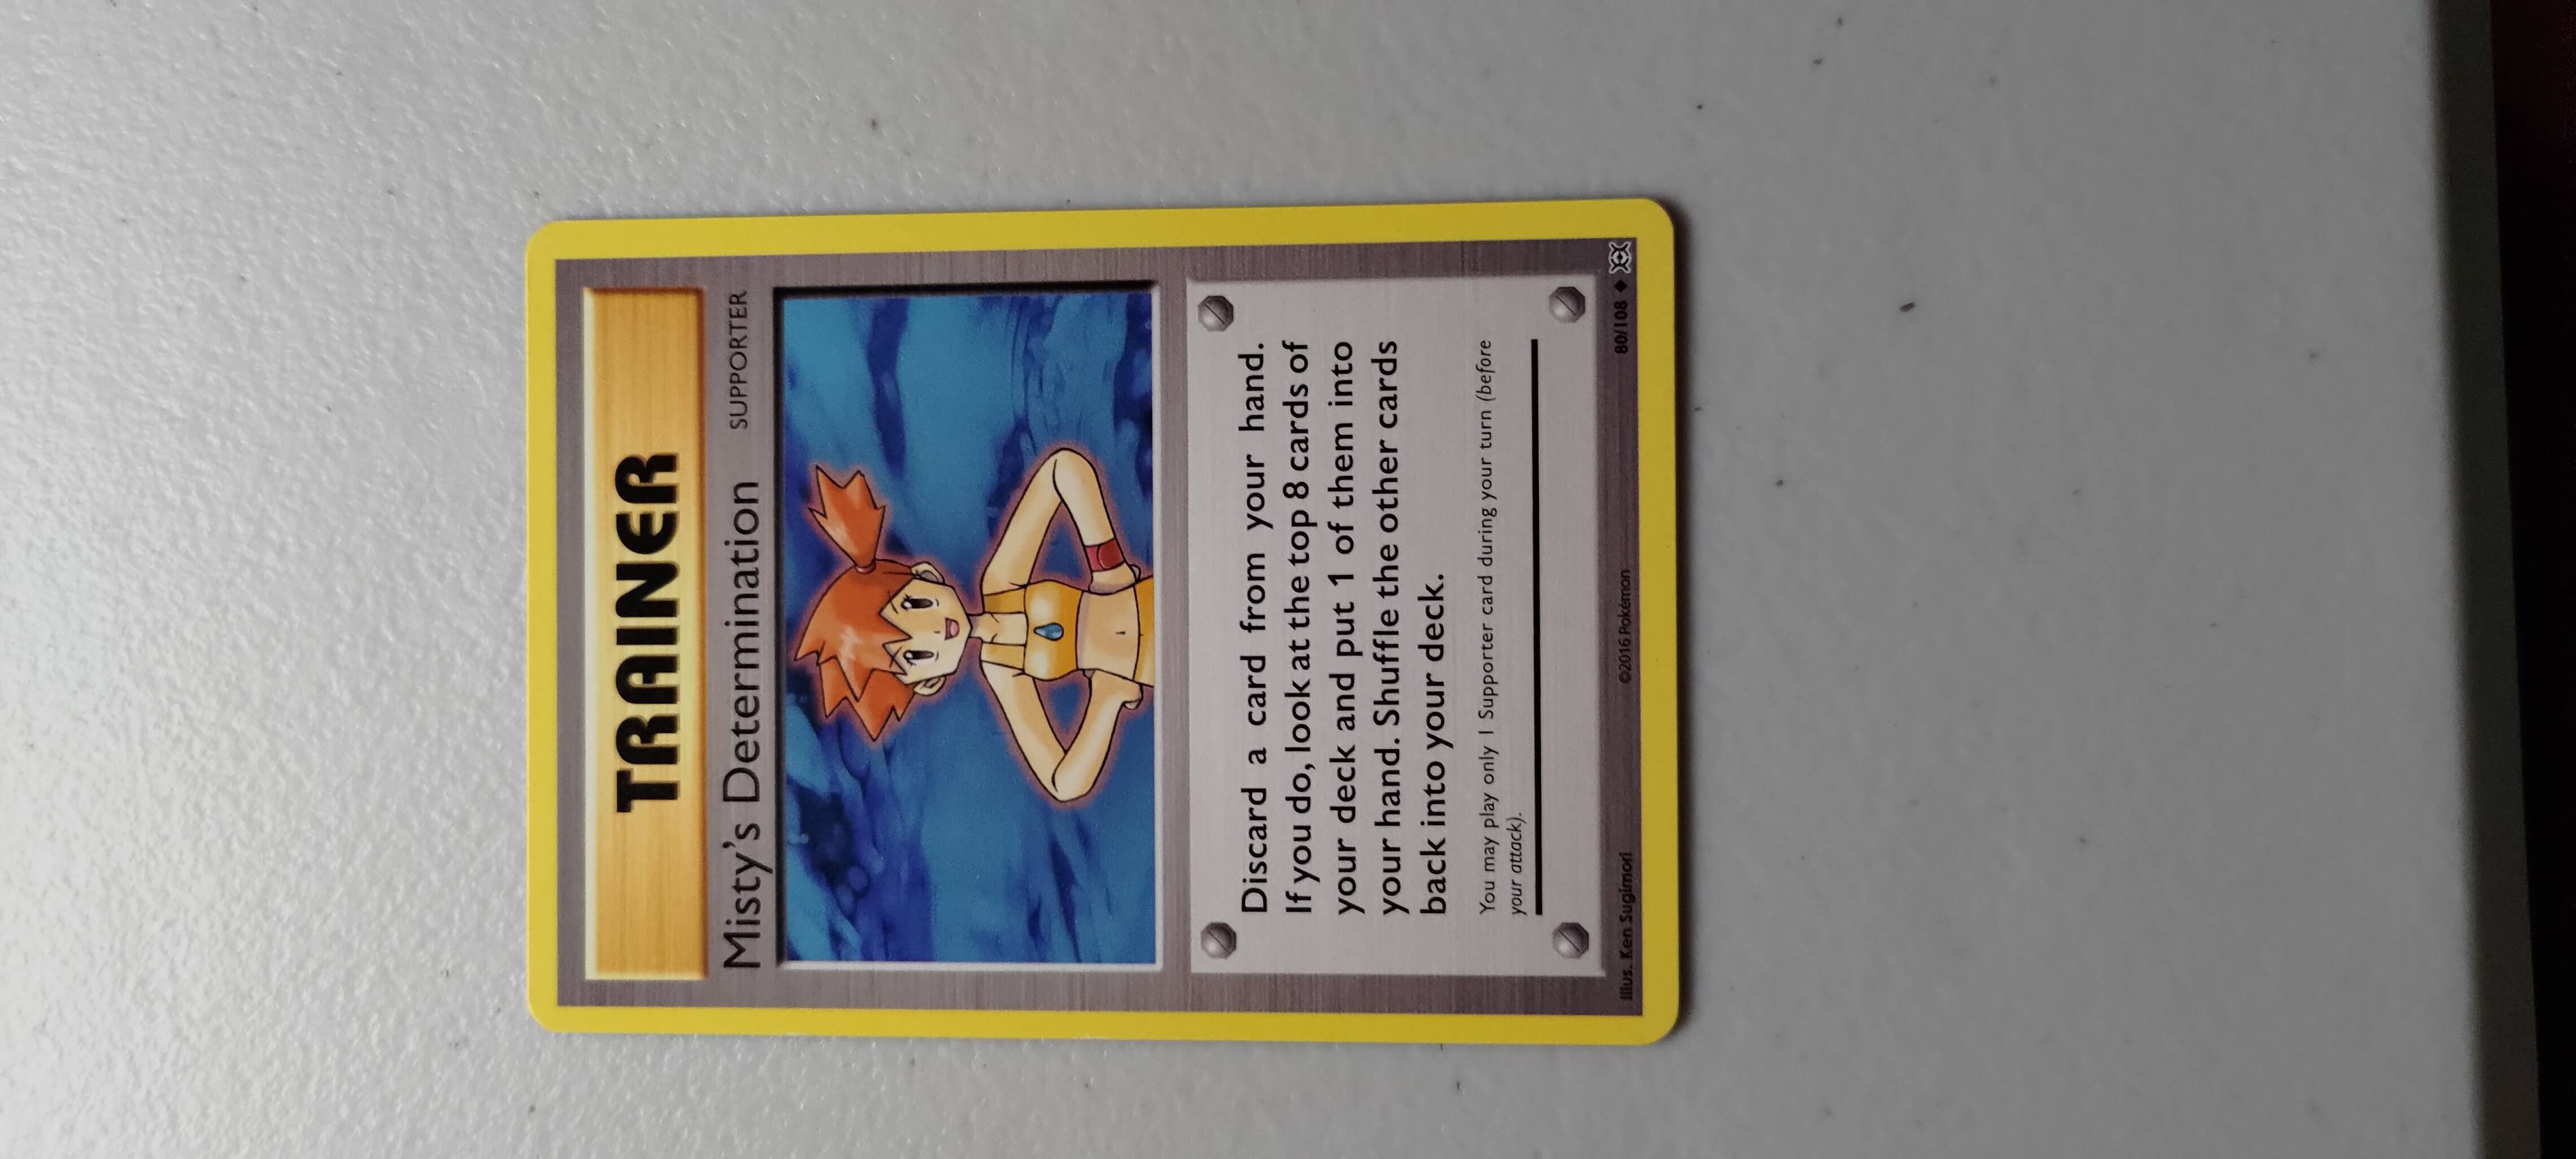 TRAINER
Misty's Determination SUPPORTER
Discard a card from your hand.
If you do, look at the top 8 cards of
your deck and put 1 of them into
your hand. Shuffle the other cards
back into your deck.
You may play only 1 Supporter card during your turn (before
your attack).
Illus. Ken Sugimori ©2016 Pokémon 80/108